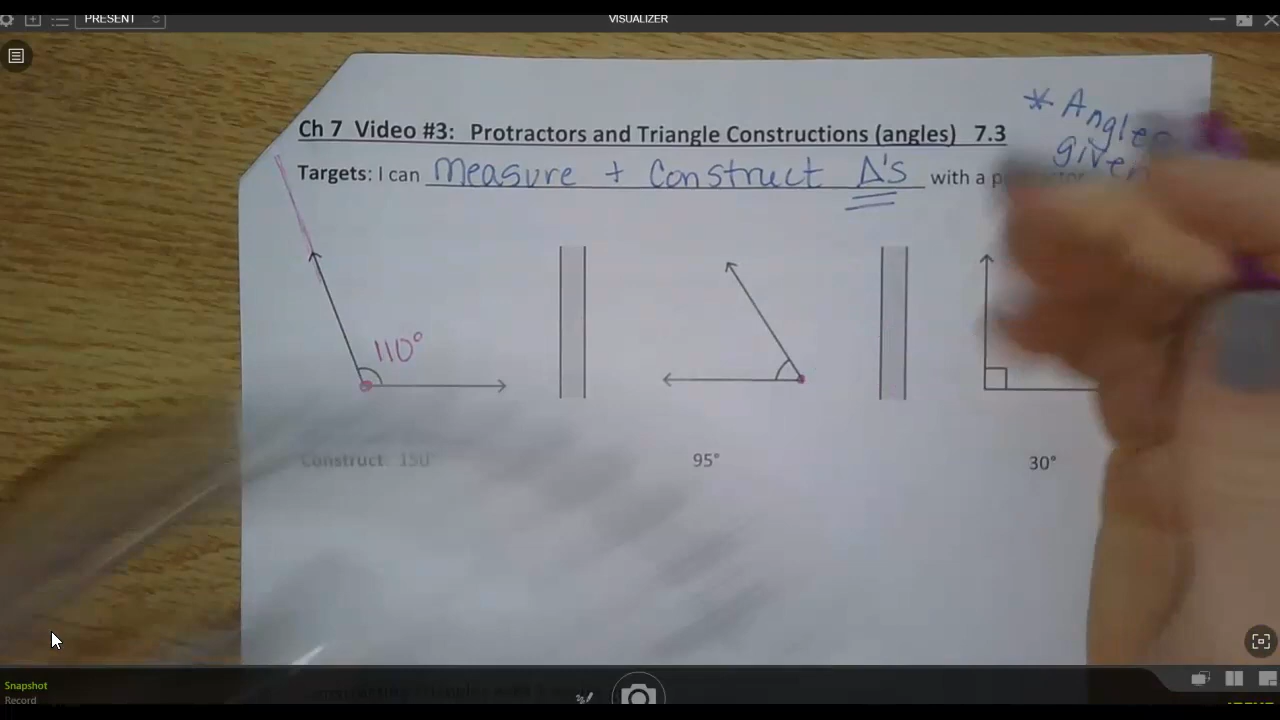 PRESENT
VISUALIZER
Ch 7 Video #3: Protractors and Triangle Constructions (angles) 7.3
* Angles
given
Targets: I can measure + construct Δ's with a
110°
Construct: 150
95°
30°
Snapshot
Record